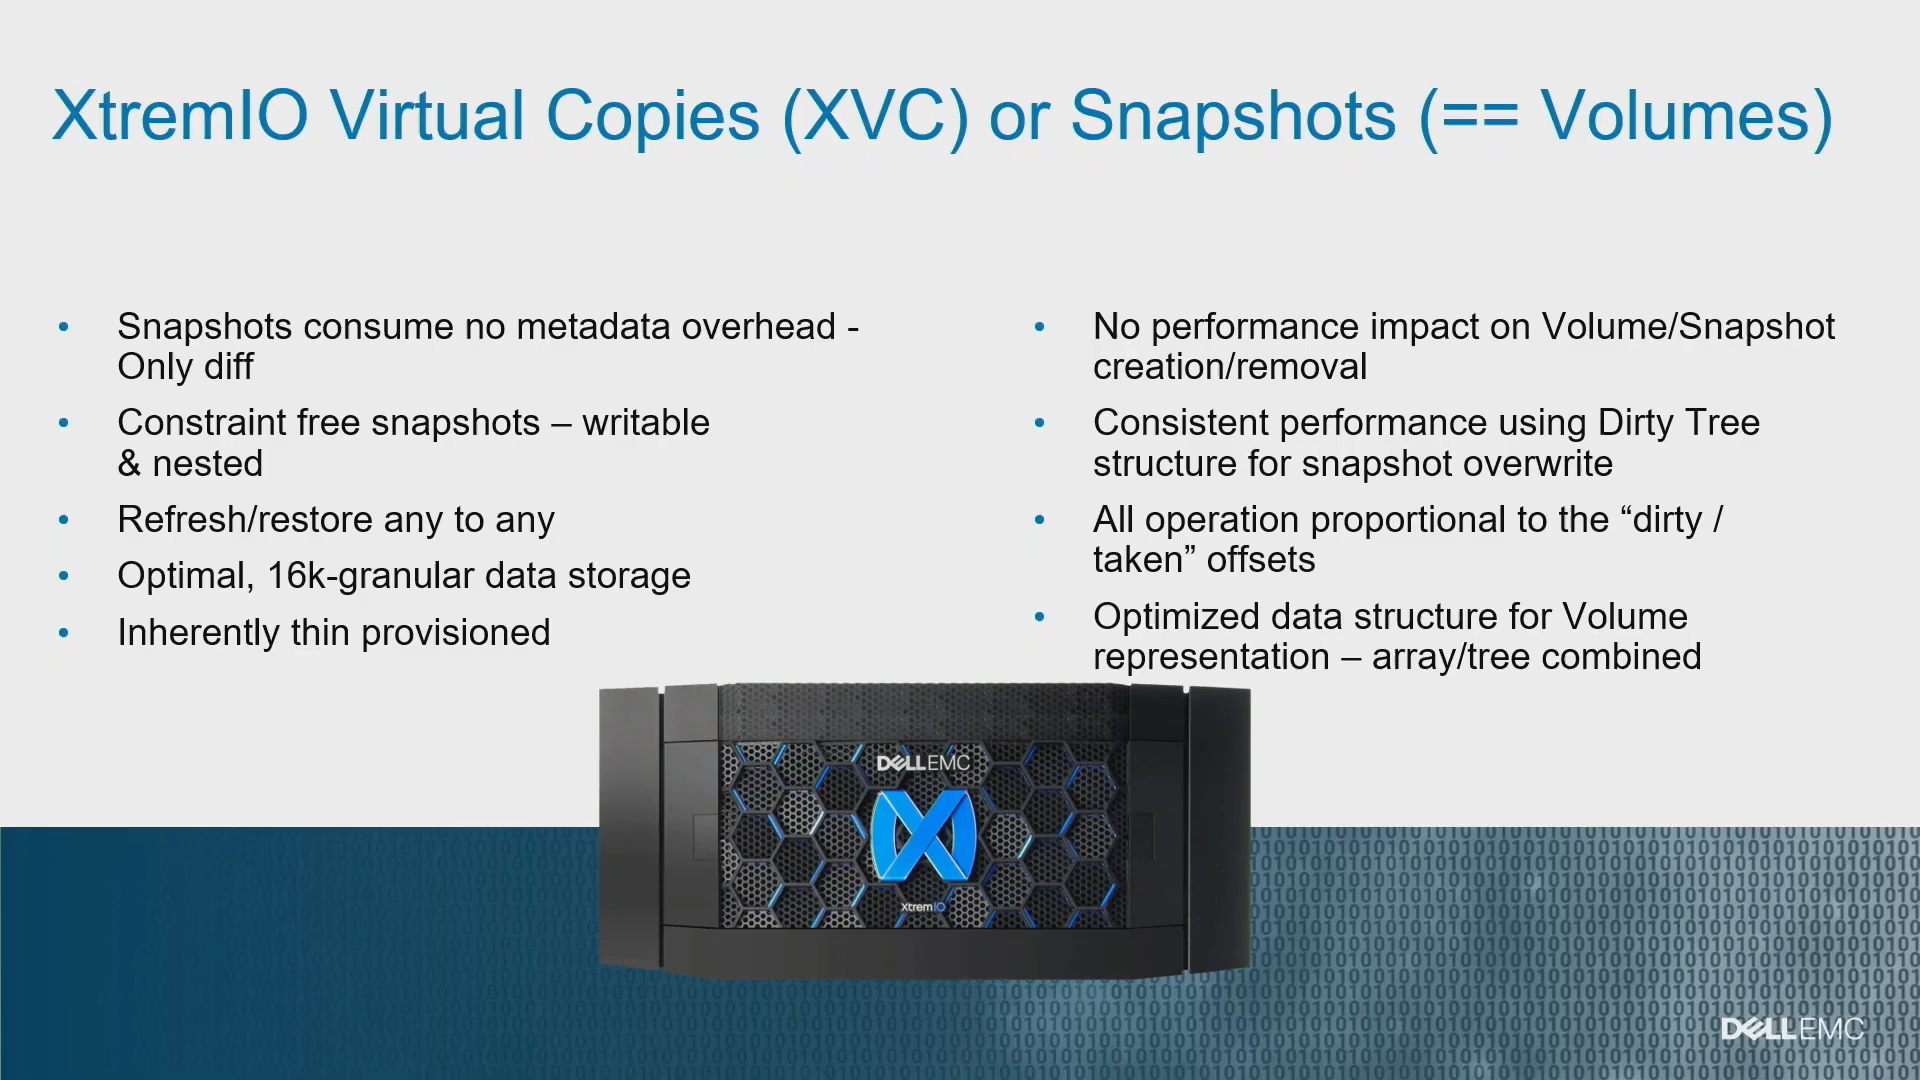 XtremIO Virtual Copies (XVC) or Snapshots (== Volumes)
• Snapshots consume no metadata overhead -
Only diff
• Constraint free snapshots – writable
& nested
• Refresh/restore any to any
• Optimal, 16k-granular data storage
• Inherently thin provisioned
• No performance impact on Volume/Snapshot
creation/removal
• Consistent performance using Dirty Tree
structure for snapshot overwrite
• All operation proportional to the “dirty /
taken” offsets
• Optimized data structure for Volume
representation – array/tree combined
DELLEMC
XtremIO
DELLEMC